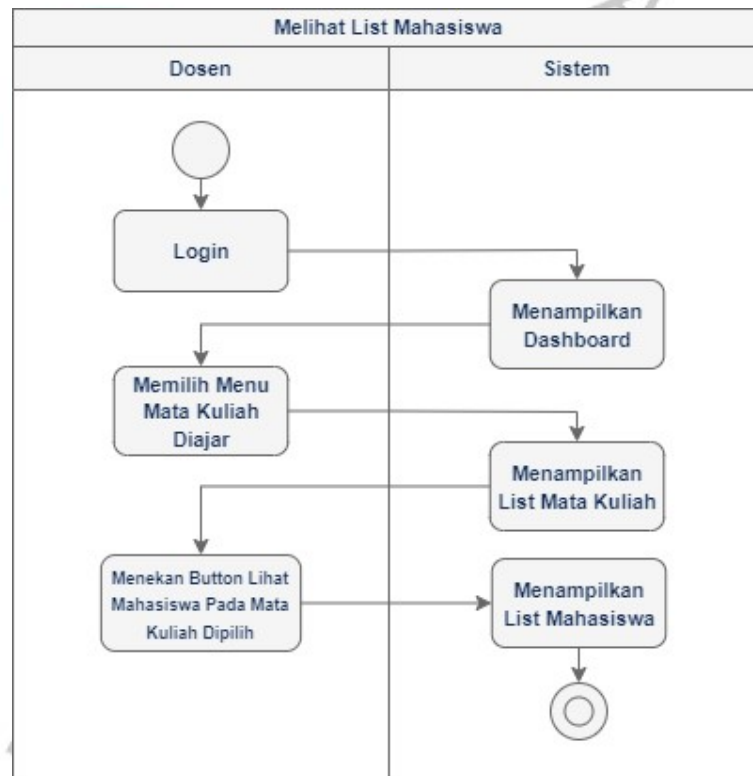 Melihat List Mahasiswa
Dosen
Sistem
Login
Menampilkan
Dashboard
Memilih Menu
Mata Kuliah
Diajar
Menampilkan
List Mata Kuliah
Menekan Button Lihat
Mahasiswa Pada Mata
Kuliah Dipilih
Menampilkan
List Mahasiswa